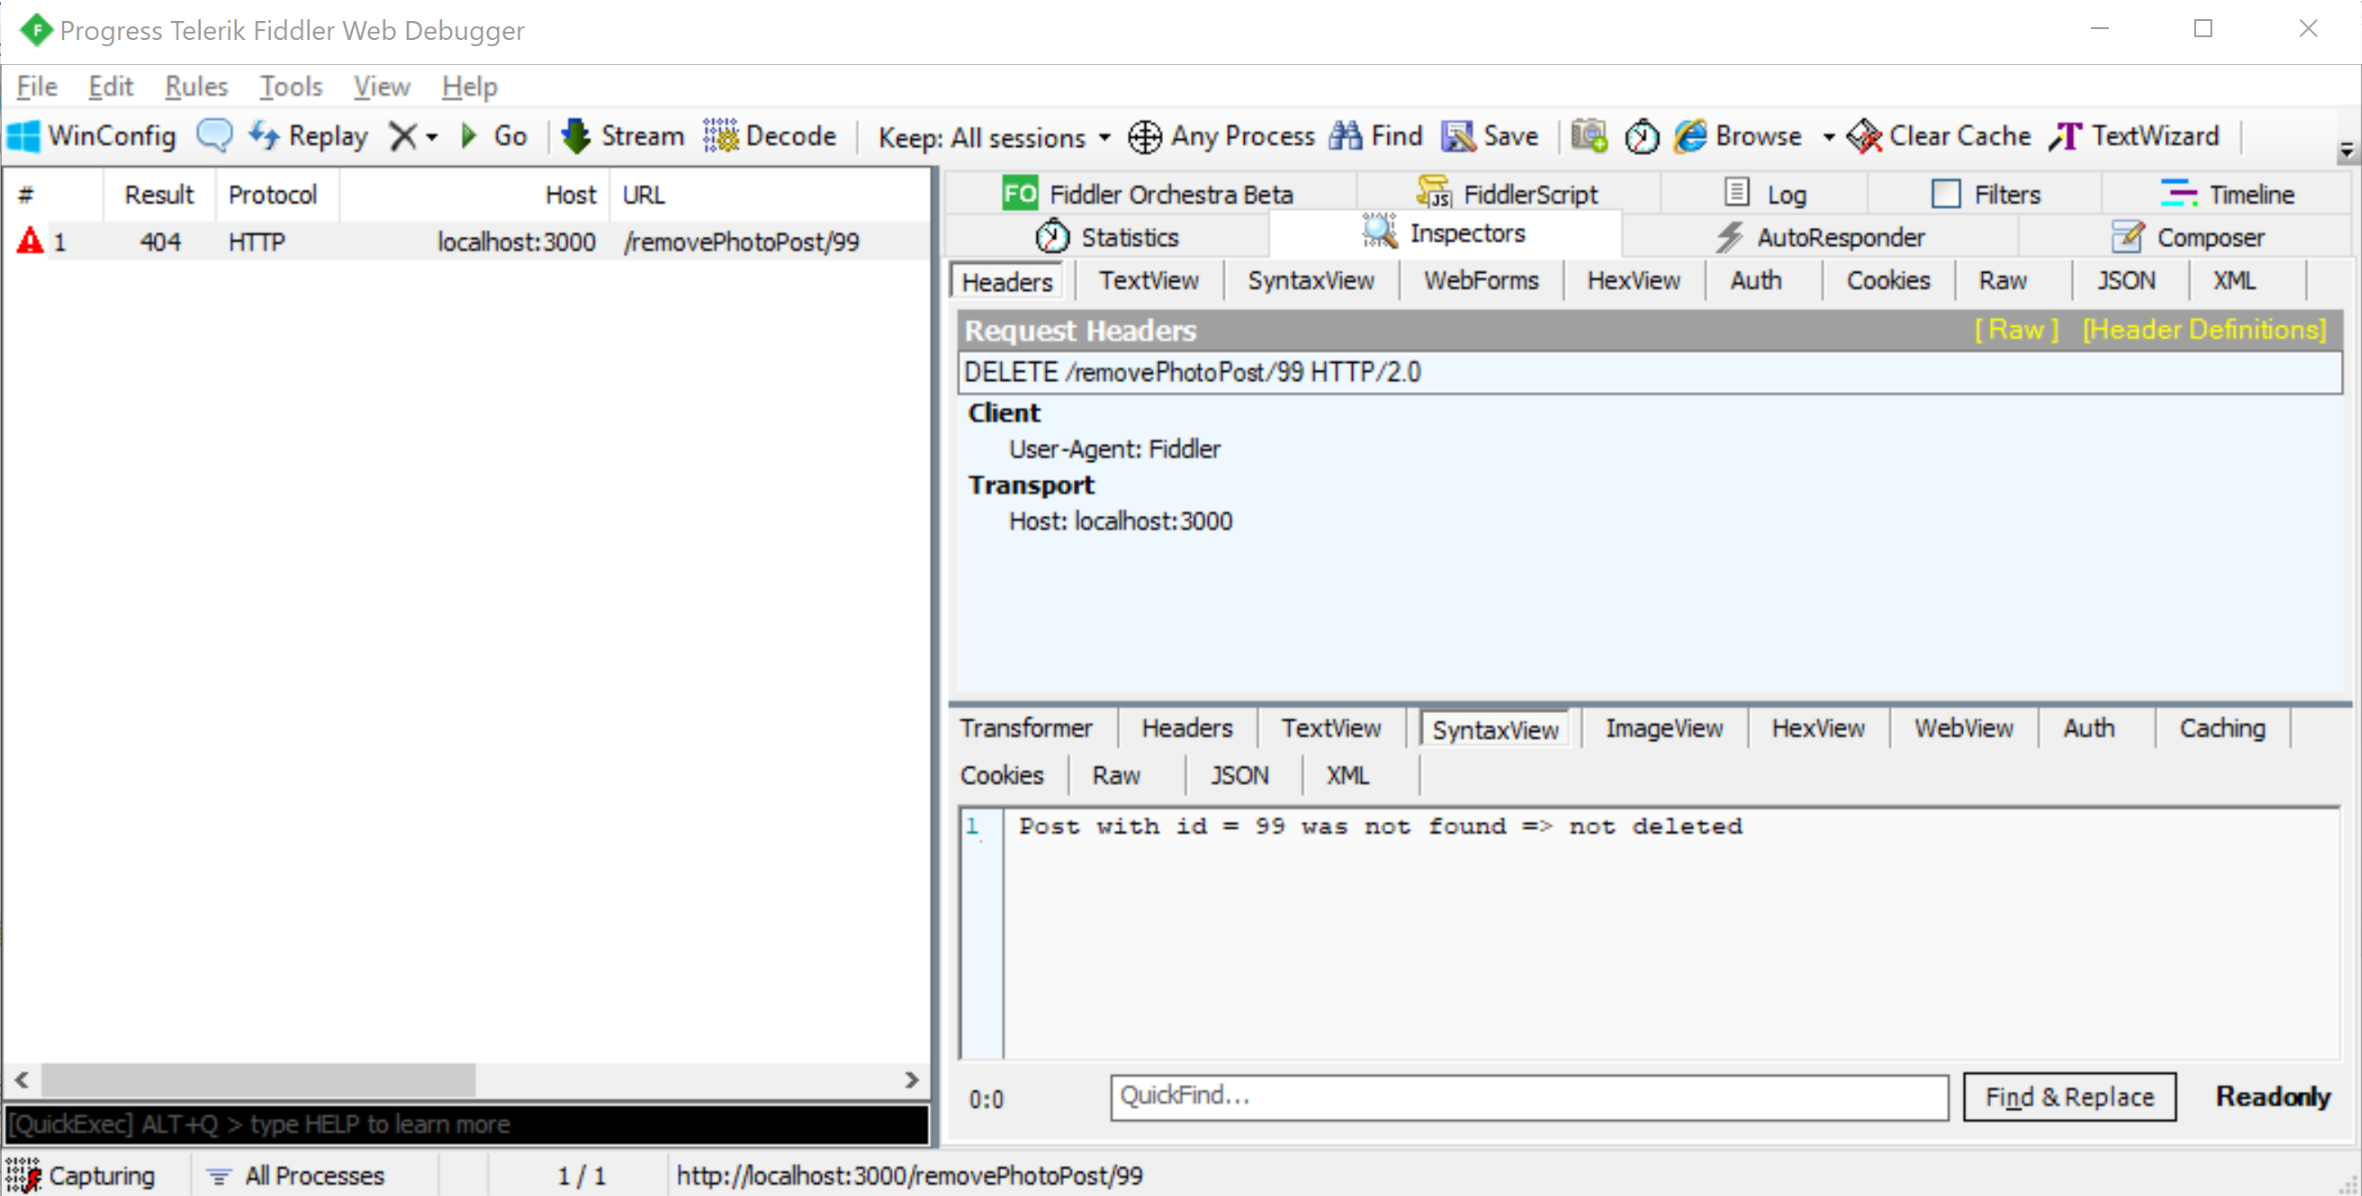 Progress Telerik Fiddler Web Debugger
File Edit Rules Tools View Help
WinConfig Replay Go Stream Decode Keep: All sessions Any Process Find Save Browse Clear Cache TextWizard
# Result Protocol Host URL
1 404 HTTP localhost:3000 /removePhotoPost/99
FO Fiddler Orchestra Beta FiddlerScript Log Filters Timeline
Statistics Inspectors AutoResponder Composer
Headers TextView SyntaxView WebForms HexView Auth Cookies Raw JSON XML
Request Headers [ Raw ] [Header Definitions]
DELETE /removePhotoPost/99 HTTP/2.0
Client
User-Agent: Fiddler
Transport
Host: localhost:3000
Transformer Headers TextView SyntaxView ImageView HexView WebView Auth Caching
Cookies Raw JSON XML
1 Post with id = 99 was not found => not deleted
0:0 QuickFind... Find & Replace Readonly
[QuickExec] ALT+Q > type HELP to learn more
Capturing All Processes 1 / 1 http://localhost:3000/removePhotoPost/99